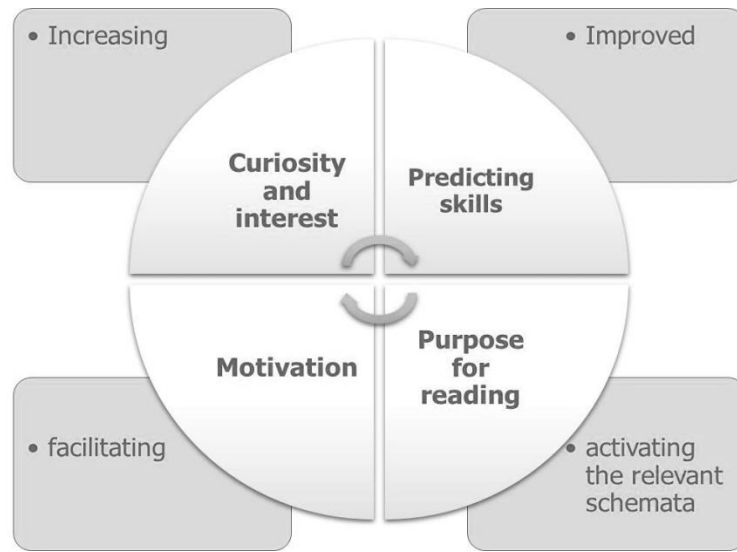 • Increasing
• Improved
Curiosity
and
interest
Predicting
skills
Motivation
Purpose
for
reading
• facilitating
• activating
the relevant
schemata